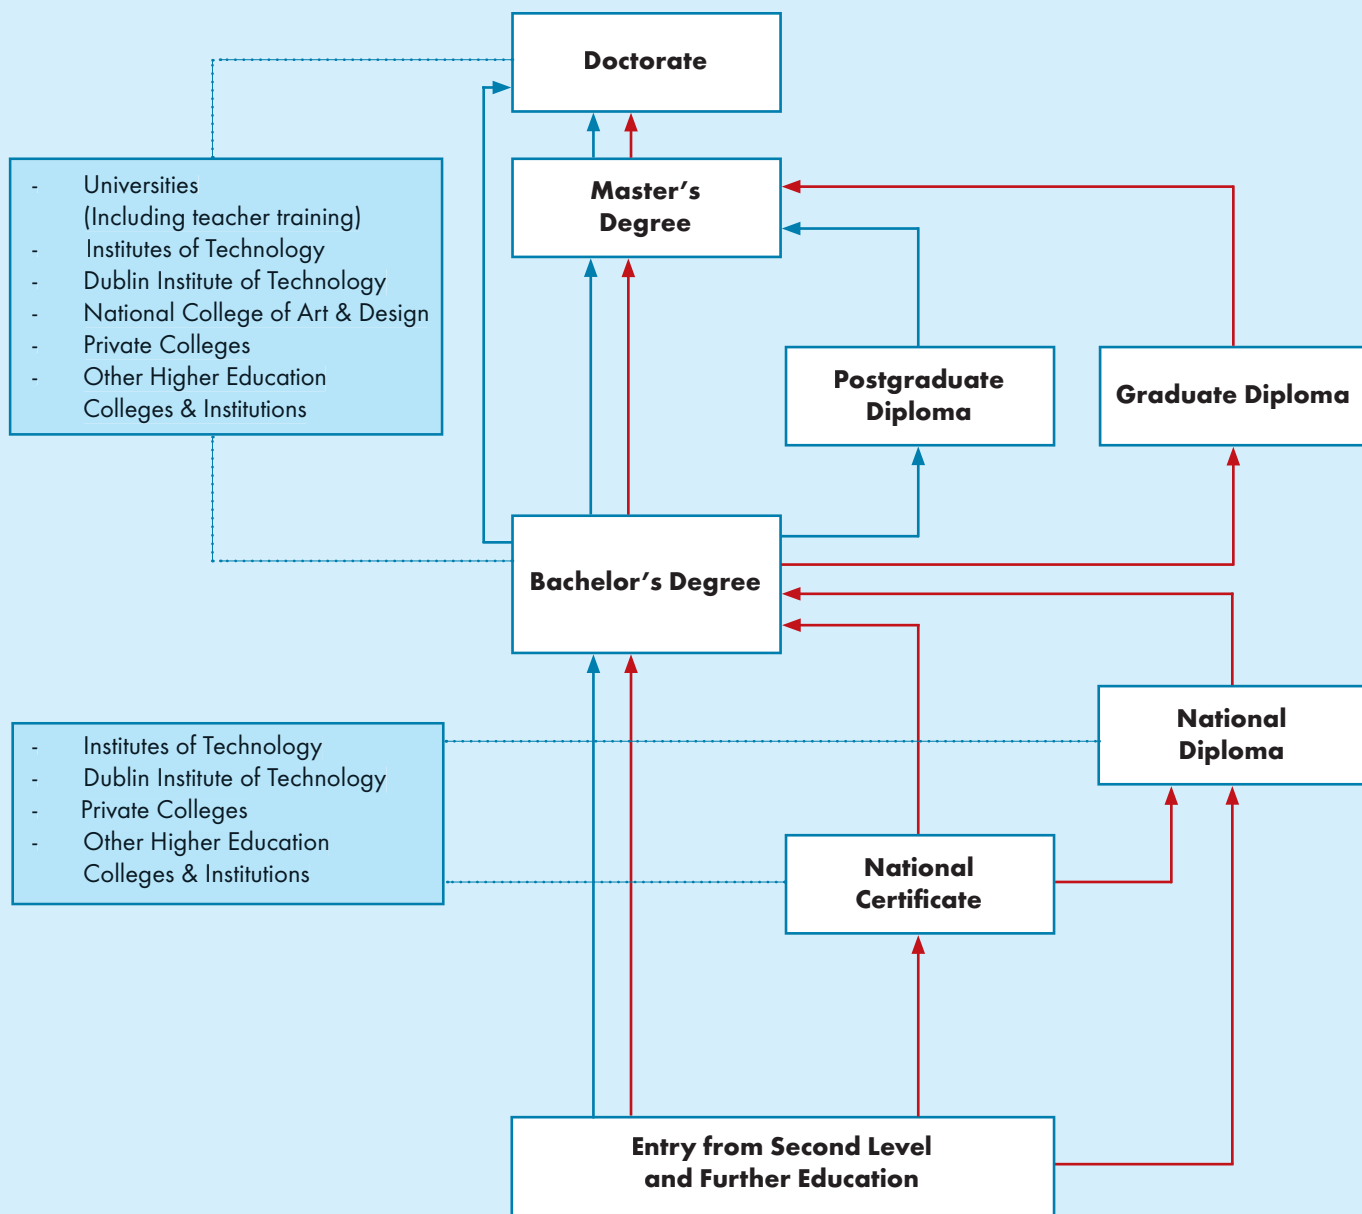 Doctorate
- Universities
(Including teacher training)
- Institutes of Technology
- Dublin Institute of Technology
- National College of Art & Design
- Private Colleges
- Other Higher Education
Colleges & Institutions
Master's
Degree
Postgraduate
Diploma
Graduate Diploma
Bachelor's Degree
National
Diploma
- Institutes of Technology
- Dublin Institute of Technology
- Private Colleges
- Other Higher Education
Colleges & Institutions
National
Certificate
Entry from Second Level
and Further Education